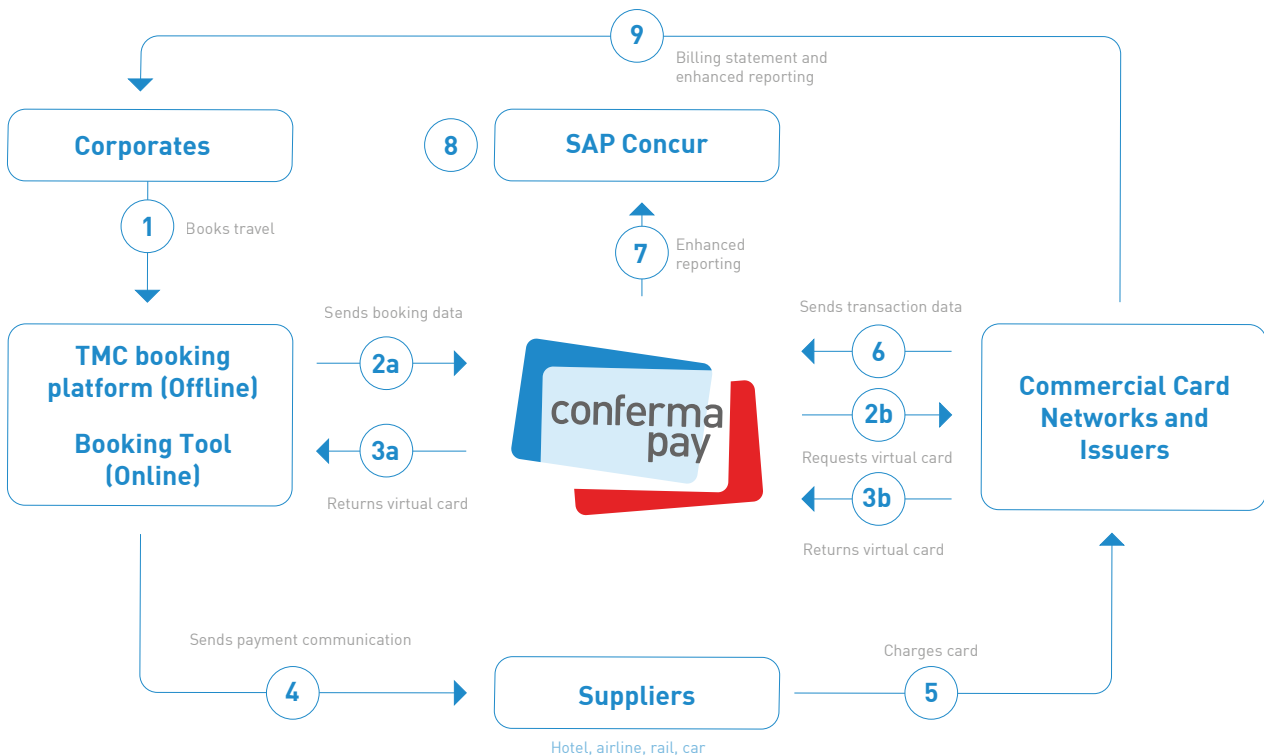 9
Billing statement and
enhanced reporting
Corporates
8
SAP Concur
1
Books travel
7
Enhanced
reporting
Sends booking data
Sends transaction data
TMC booking
platform (Offline)
Booking Tool
(Online)
2a
3a
Returns virtual card
conferma
pay
6
2b
Requests virtual card
3b
Returns virtual card
Commercial Card
Networks and
Issuers
Sends payment communication
4
Suppliers
Hotel, airline, rail, car
Charges card
5